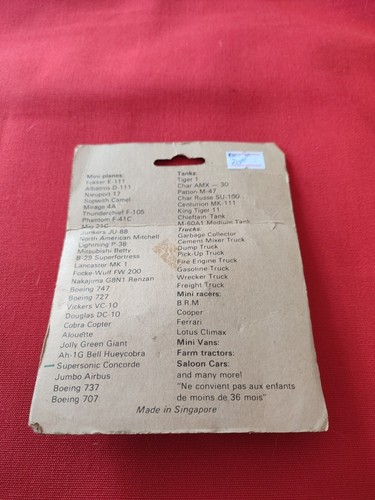 Mini planes:
Fokker E-111
Albatros D-111
Nieuport 17
Sopwith Camel
Mirage 4A
Thunderchief F-105
Phantom F-41C
Mig 21C
Junkers JU-88
North American Mitchell
Lightning P-38
Mitsubishi Betty
B-29 Superfortress
Lancaster MK 1
Focke-Wulf FW 200
Nakajima G8N1 Renzan
Boeing 747
Boeing 727
Vickers VC-10
Douglas DC-10
Cobra Copter
Alouette
Jolly Green Giant
Ah-1G Bell Hueycobra
Supersonic Concorde
Jumbo Airbus
Boeing 737
Boeing 707
Tanks:
Tiger 1
Char AMX - 30
Patton M-47
Char Russe SU-100
Centurion MK-111
King Tiger 11
Chieftain Tank
M-60A1 Medium Tank
Trucks:
Garbage Collector
Cement Mixer Truck
Dump Truck
Pick-Up Truck
Fire Engine Truck
Gasoline Truck
Wrecker Truck
Freight Truck
Mini racers:
B.R.M
Cooper
Ferrari
Lotus Climax
Mini Vans:
Farm tractors:
Saloon Cars:
and many more!
"Ne convient pas aux enfants
de moins de 36 mois"
Made in Singapore